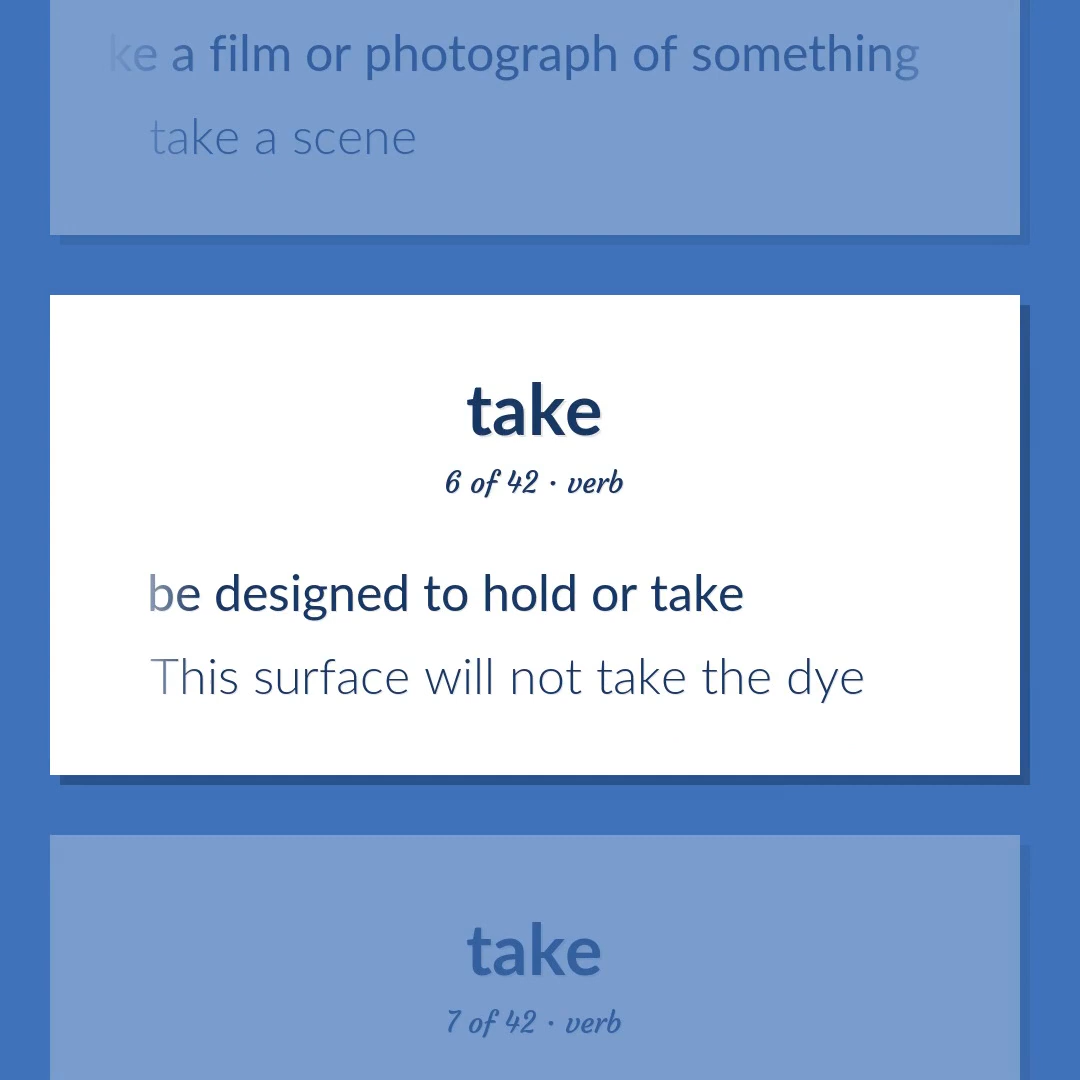 ke a film or photograph of something
take a scene
take
6 of 42 · verb
be designed to hold or take
This surface will not take the dye
take
7 of 42 · verb